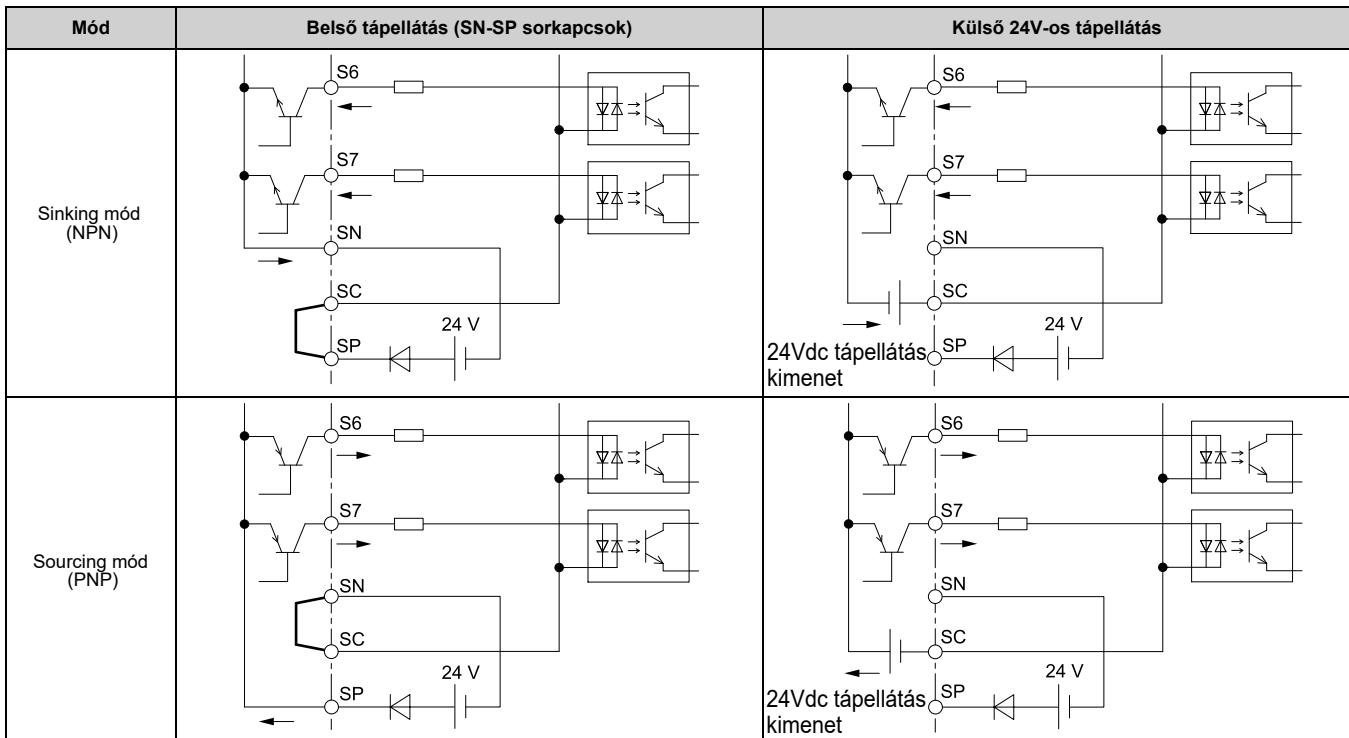 Mód
Belső tápellátás (SN-SP sorkapcsok)
Külső 24V-os tápellátás
Sinking mód
(NPN)
S6
S7
SN
SC
24 V
SP
S6
S7
SN
SC
24 V
SP
24Vdc tápellátás
kimenet
Sourcing mód
(PNP)
S6
S7
SN
SC
24 V
SP
S6
S7
SN
SC
24 V
SP
24Vdc tápellátás
kimenet